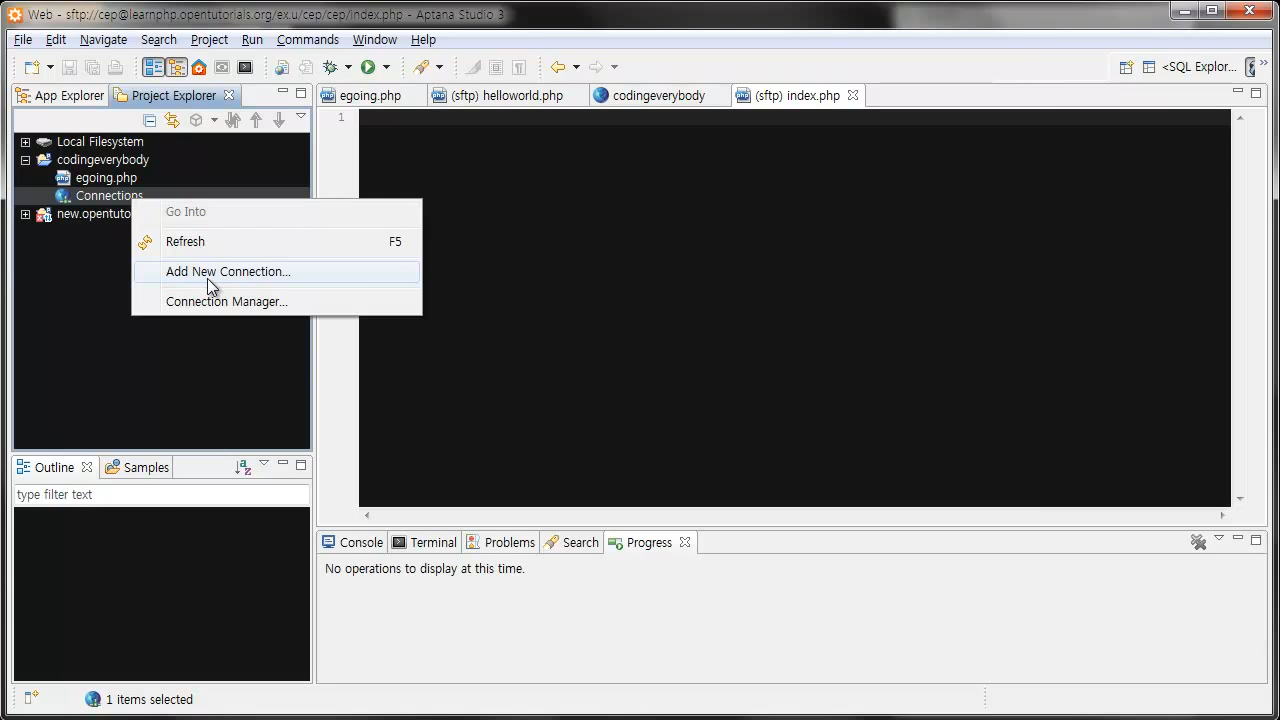 Web - sftp://cep@learnphp.opentutorials.org/ex.u/cep/cep/index.php - Aptana Studio 3
File Edit Navigate Search Project Run Commands Window Help
<SQL Explor...
App Explorer Project Explorer
egoing.php (sftp) helloworld.php codingeverybody (sftp) index.php
1
Local Filesystem
codingeverybody
egoing.php
Connections
new.opentuto
Go Into
Refresh F5
Add New Connection...
Connection Manager...
Outline Samples
type filter text
Console Terminal Problems Search Progress
No operations to display at this time.
1 items selected